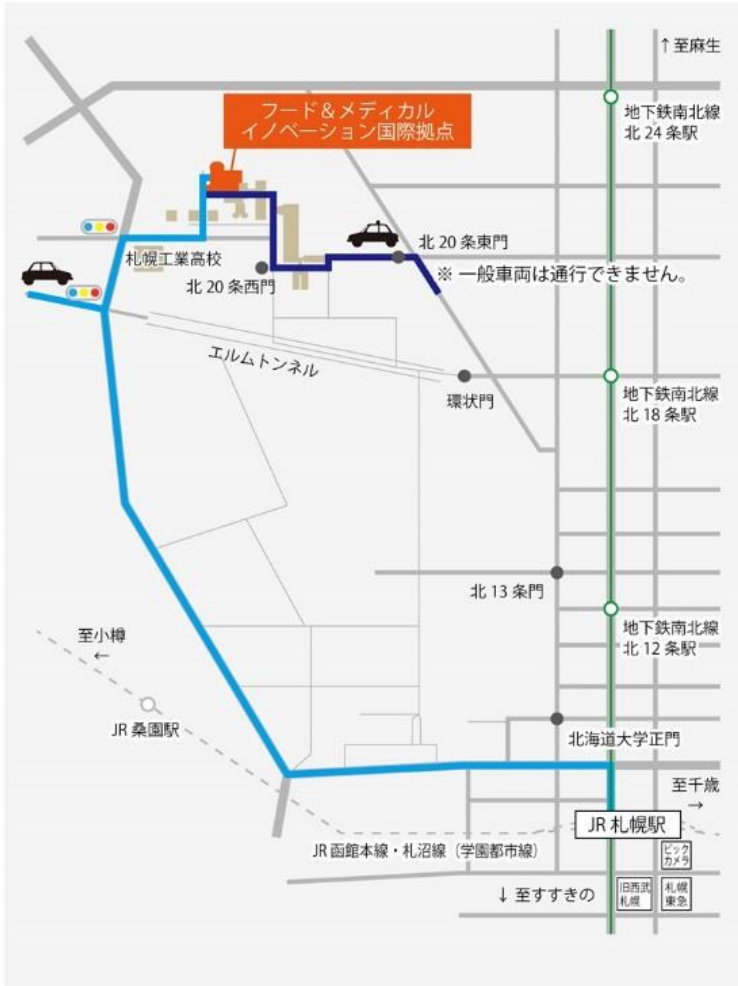 ↑至麻生
フード＆メディカル
イノベーション国際拠点
地下鉄南北線
北24条駅
札幌工業高校
北20条西門
北20条東門
※ 一般車両は通行できません。
エルムトンネル
環状門
地下鉄南北線
北18条駅
北13条門
地下鉄南北線
北12条駅
至小樽
←
JR 桑園駅
北海道大学正門
至千歳
→
JR 札幌駅
JR 函館本線・札沼線（学園都市線）
ビック
カメラ
↓至すすきの
旧西武
札幌
札幌
東急